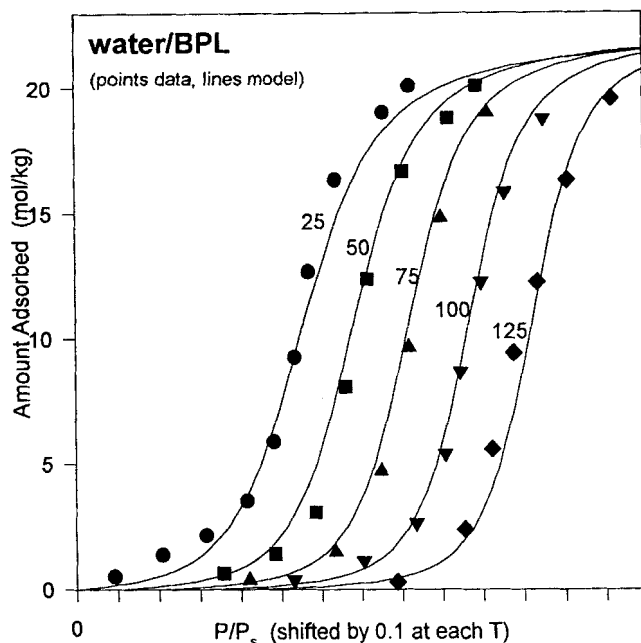 water/BPL
(points data, lines model)
20
15
10
5
0
Amount Adsorbed (mol/kg)
25
50
75
100
125
0
P/Pₛ (shifted by 0.1 at each T)